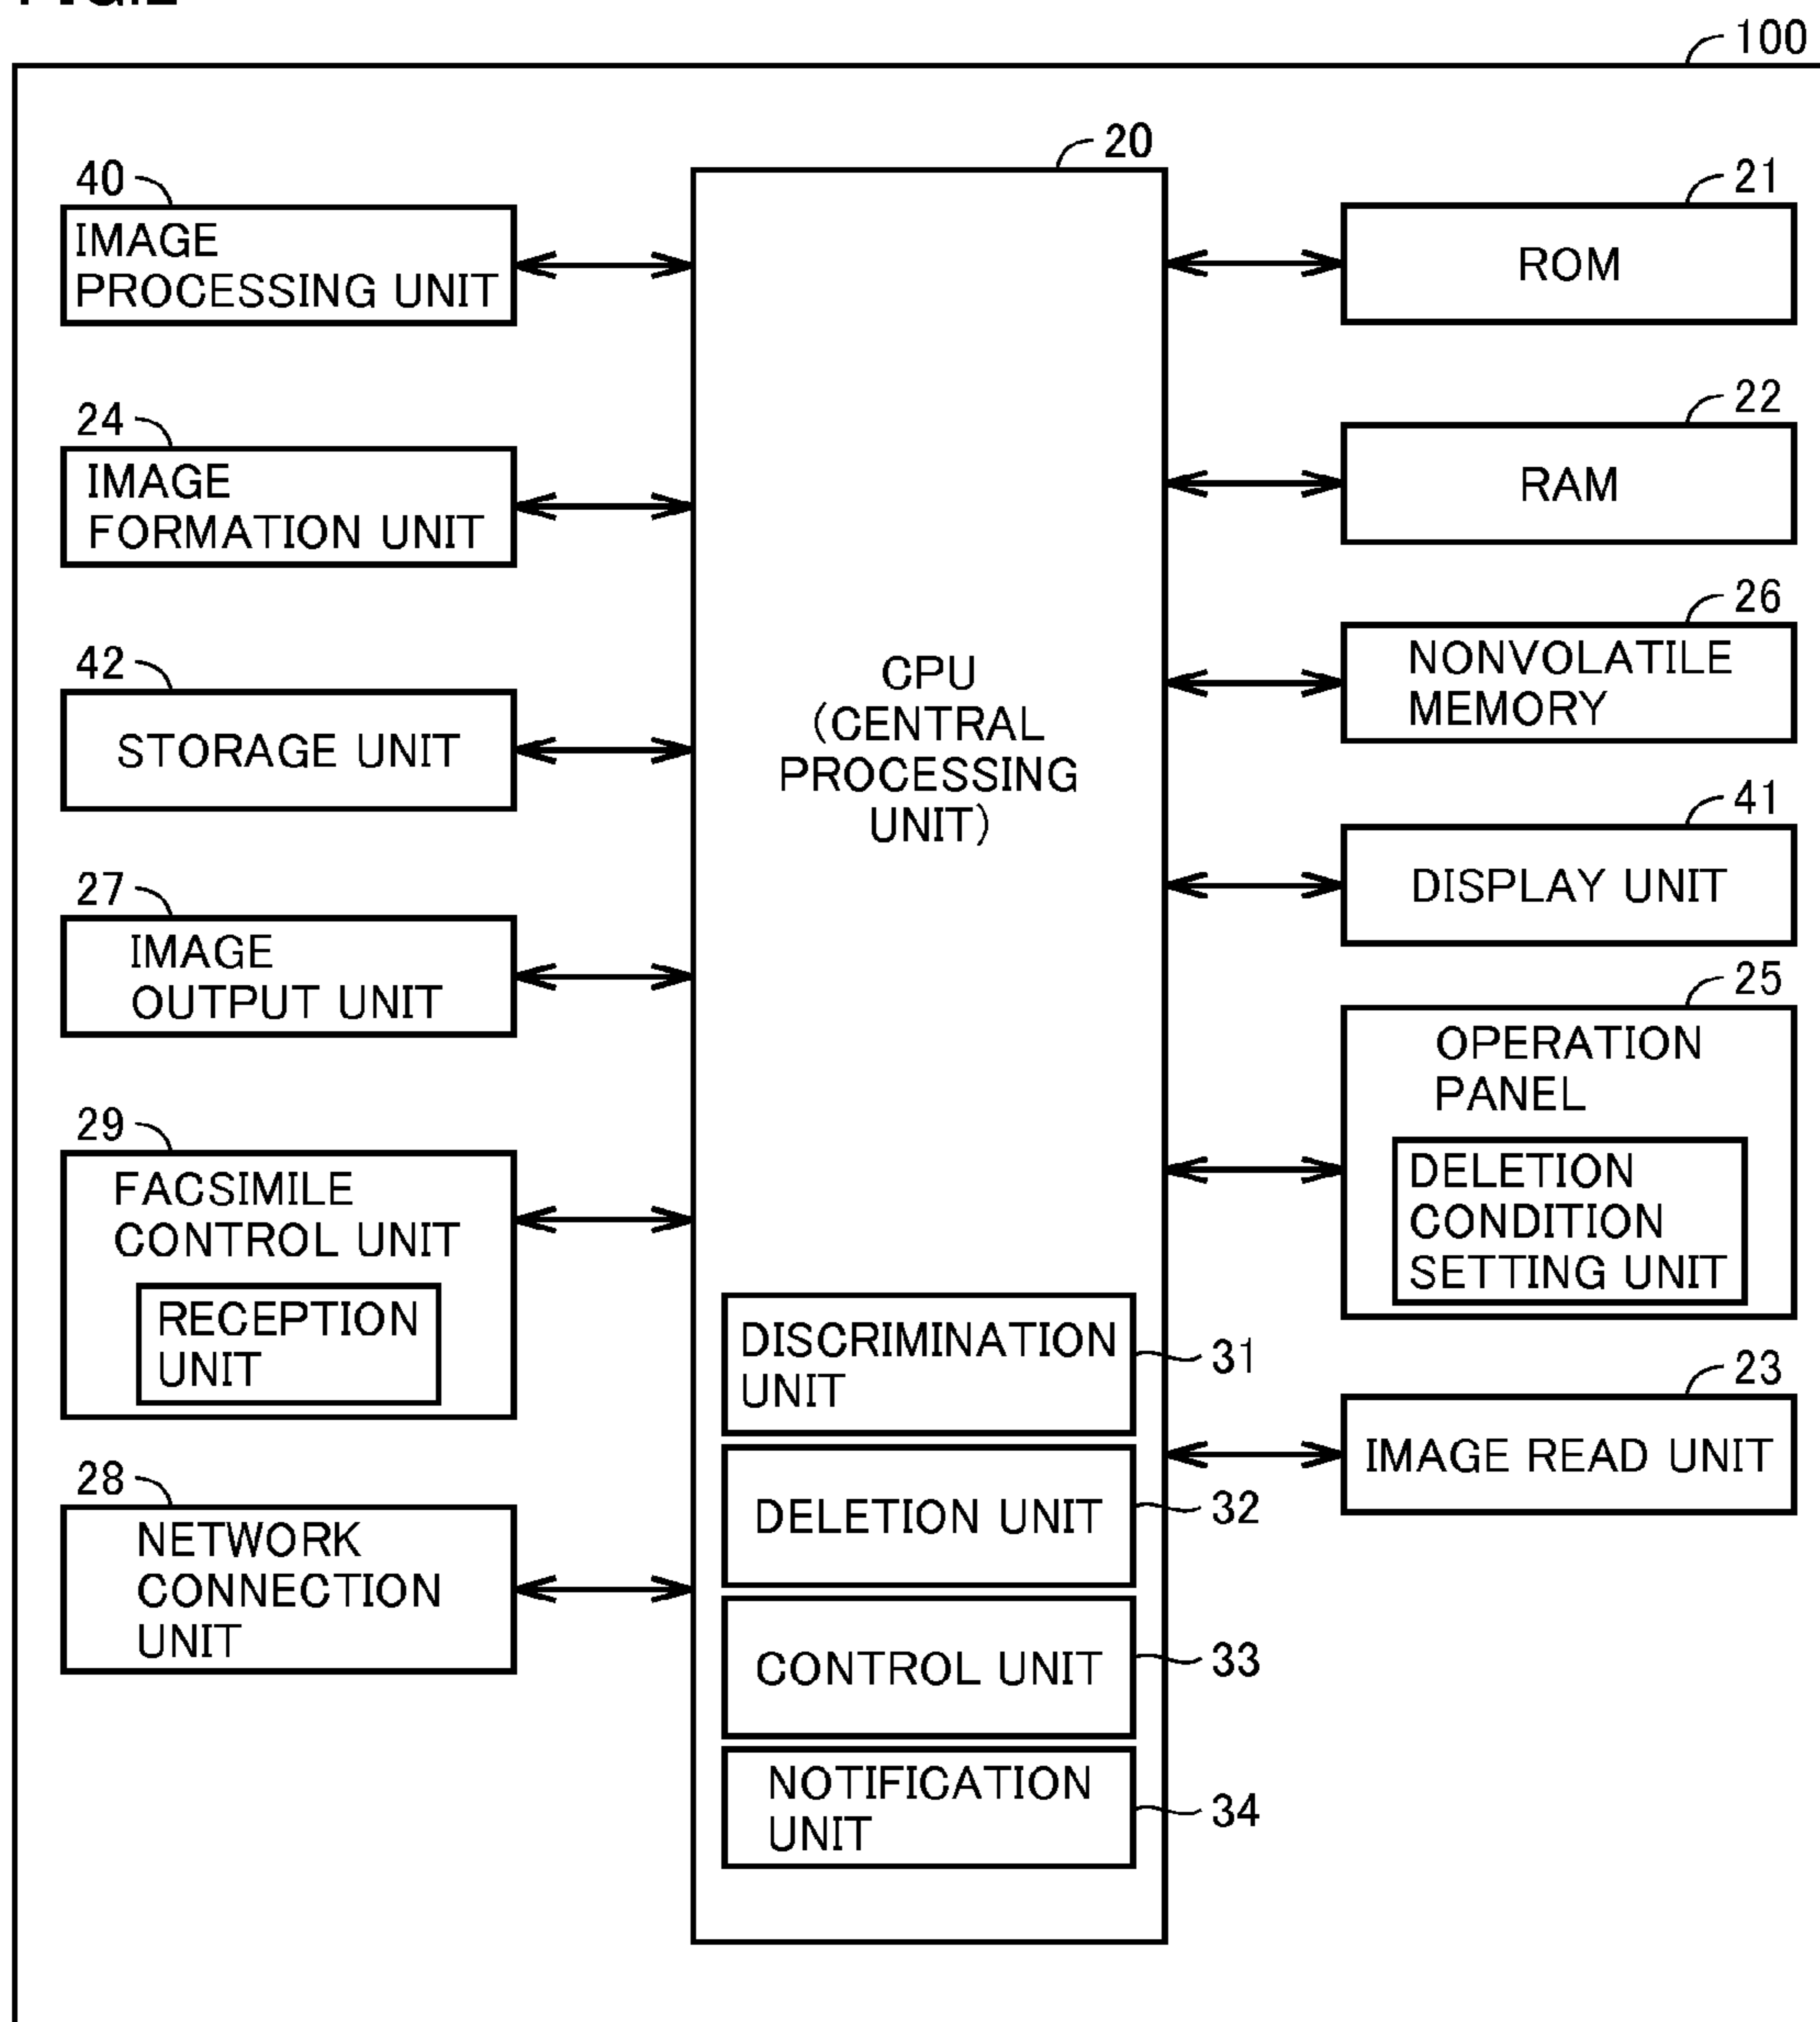 100
20
40
IMAGE
PROCESSING UNIT
24
IMAGE
FORMATION UNIT
42
STORAGE UNIT
27
IMAGE
OUTPUT UNIT
29
FACSIMILE
CONTROL UNIT
RECEPTION
UNIT
28
NETWORK
CONNECTION
UNIT
CPU
(CENTRAL
PROCESSING
UNIT)
DISCRIMINATION
UNIT
31
DELETION UNIT
32
CONTROL UNIT
33
NOTIFICATION
UNIT
34
21
ROM
22
RAM
26
NONVOLATILE
MEMORY
41
DISPLAY UNIT
25
OPERATION
PANEL
DELETION
CONDITION
SETTING UNIT
23
IMAGE READ UNIT